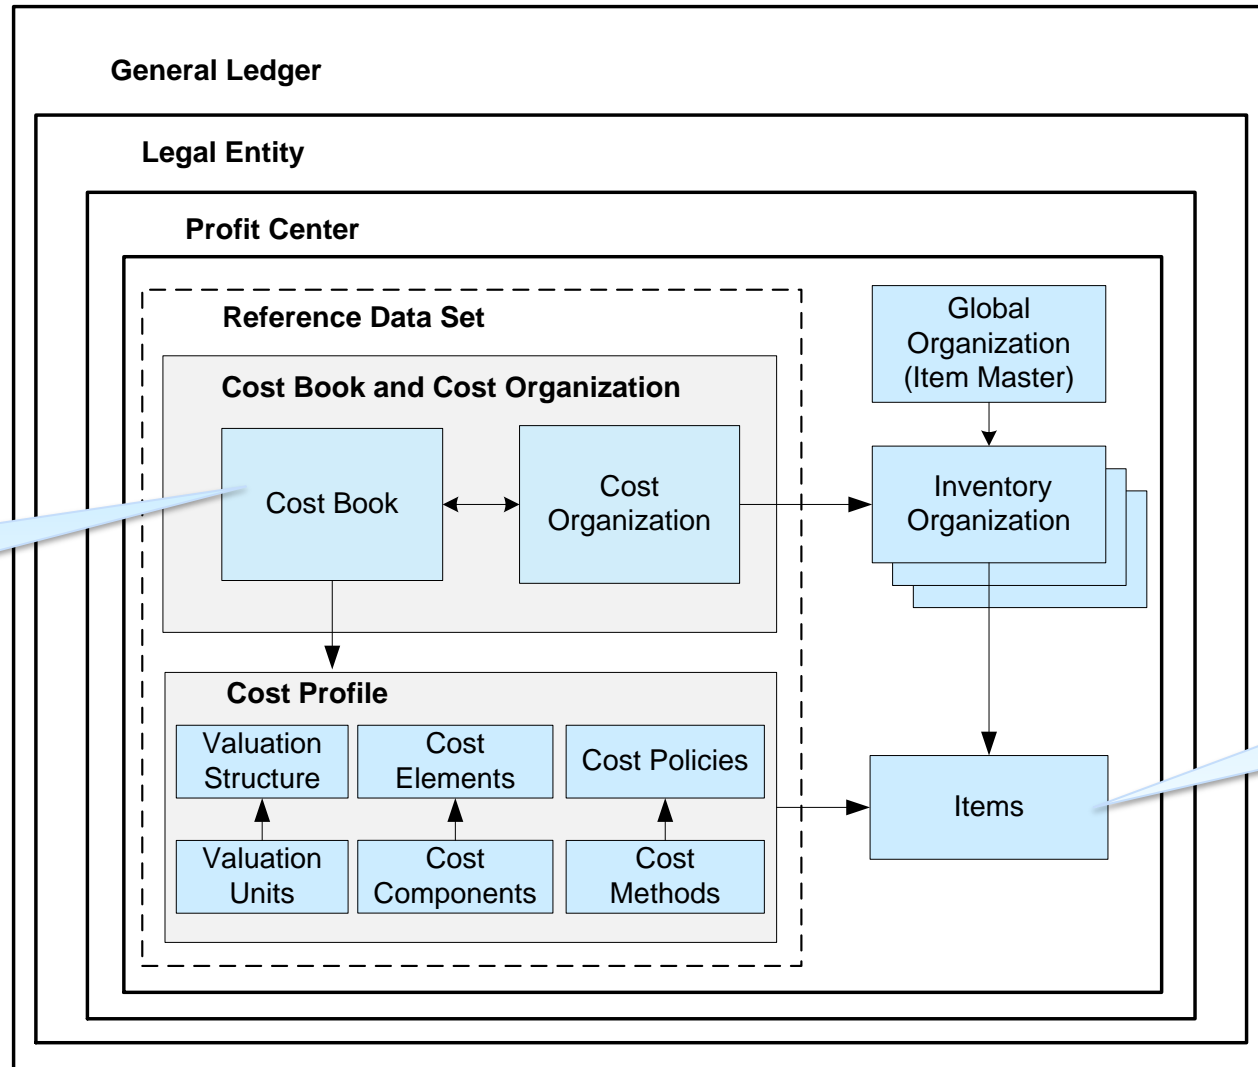 General Ledger
Legal Entity
Profit Center
Reference Data Set
Cost Book and Cost Organization
Cost Book
Cost
Organization
Global
Organization
(Item Master)
Inventory
Organization
Cost Profile
Valuation
Structure
Cost
Elements
Cost Policies
Valuation
Units
Cost
Components
Cost
Methods
Items